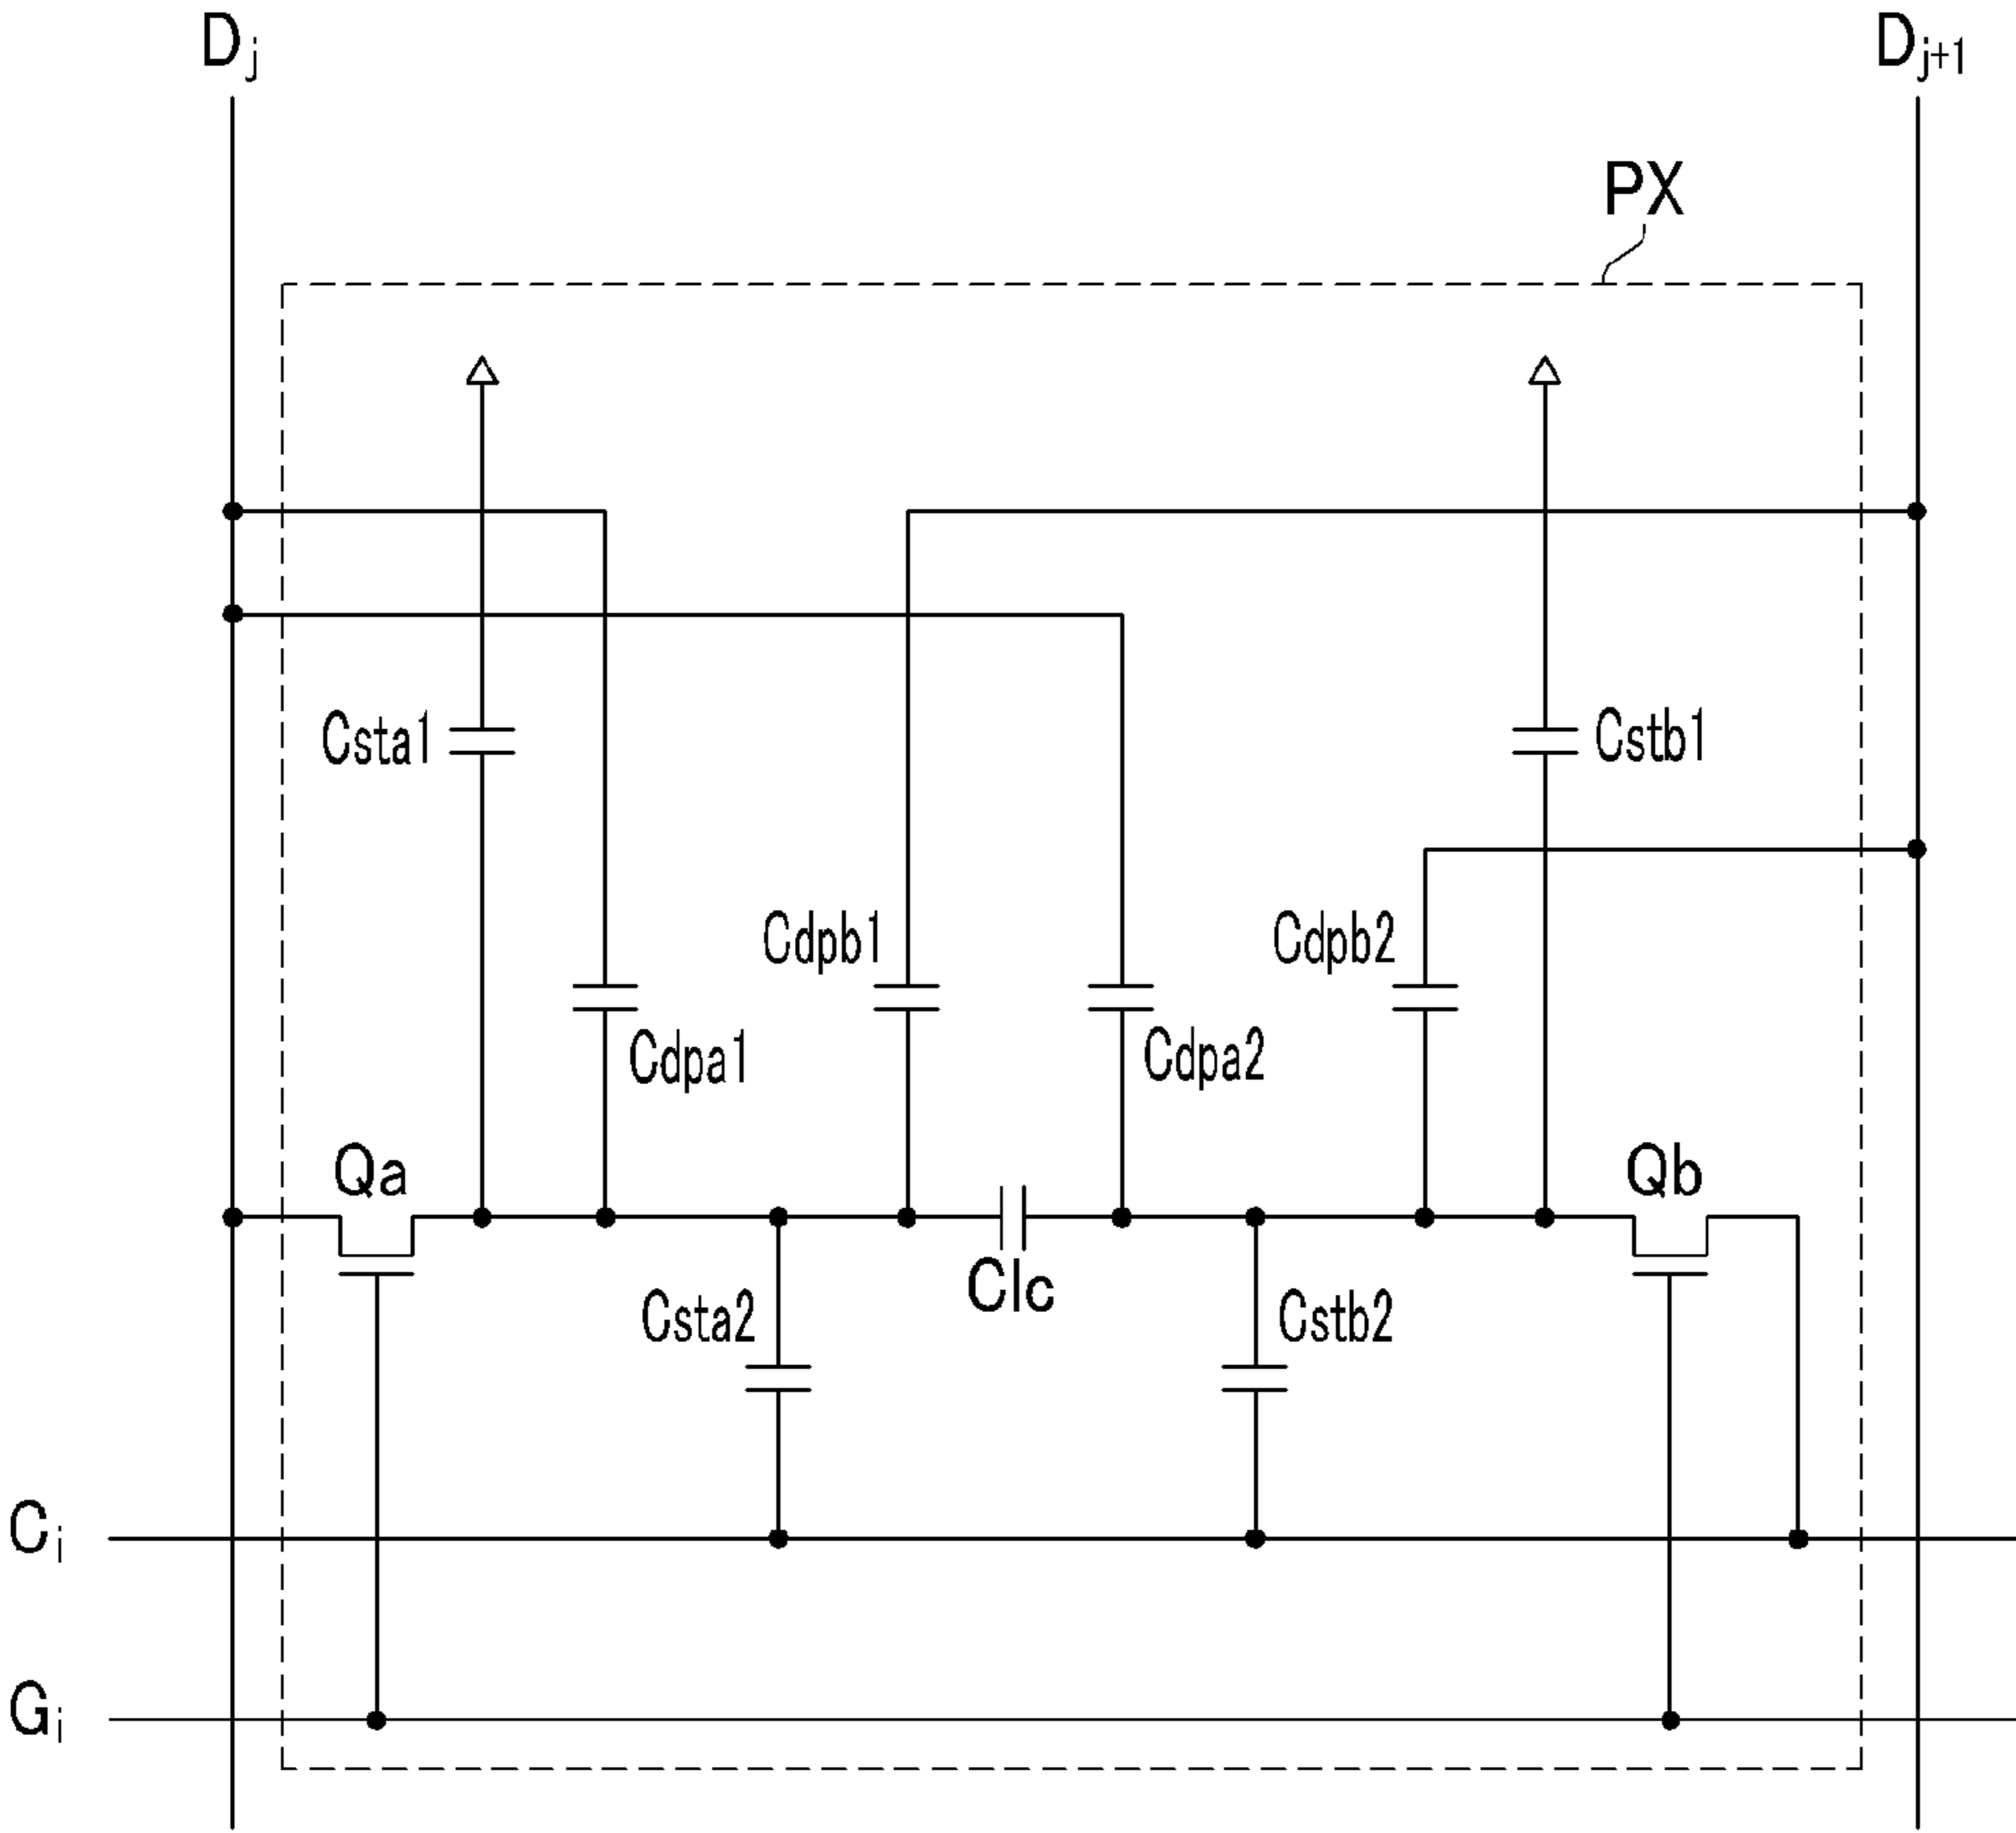 Dj
Dj+1
PX
Csta1
Cstb1
Cdpb1
Cdpb2
Cdpa1
Cdpa2
Qa
Qb
Clc
Csta2
Cstb2
Ci
Gi